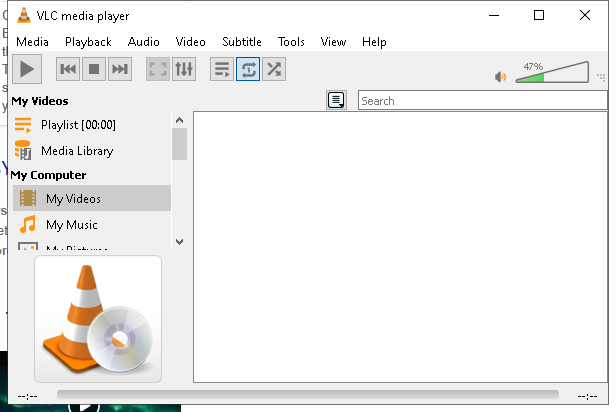 VLC media player
Media Playback Audio Video Subtitle Tools View Help
47%
My Videos
Search
Playlist [00:00]
Media Library
My Computer
My Videos
My Music
My Pictures
--:-- --:--